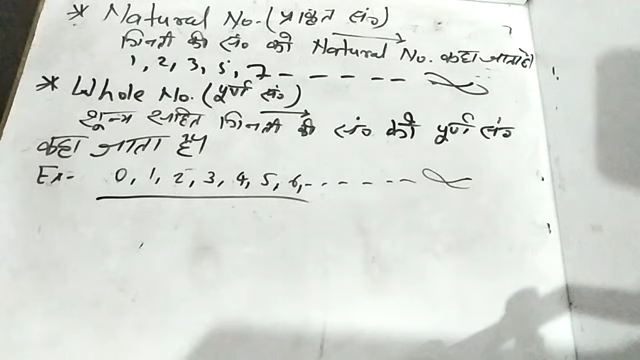 * Natural No. (प्राकृत सं०)
गिनती की सं० को Natural No. कहा जाता है
1, 2, 3, 5, 7 - - - - - ∞
* Whole No. (पूर्ण सं०)
शून्य सहित गिनती की सं० को पूर्ण सं०
कहा जाता है।
Ex- 0, 1, 2, 3, 4, 5, 6, - - - - - ∞